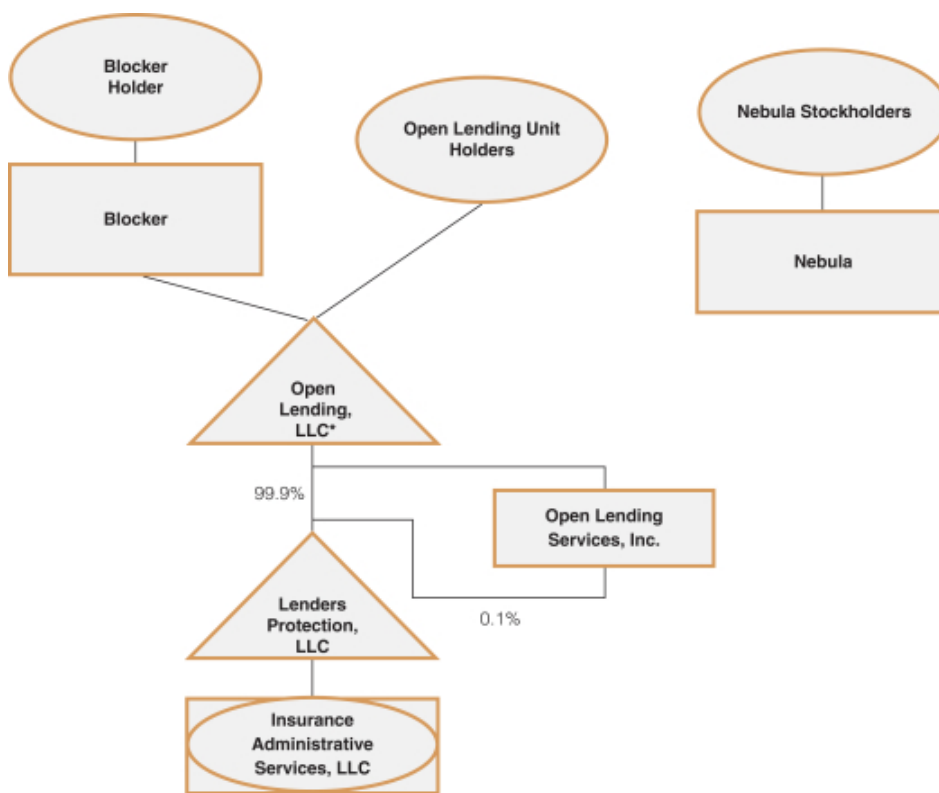 Blocker
Holder
Open Lending Unit
Holders
Nebula Stockholders
Blocker
Nebula
Open
Lending,
LLC*
99.9%
Open Lending
Services, Inc.
0.1%
Lenders
Protection,
LLC
Insurance
Administrative
Services, LLC